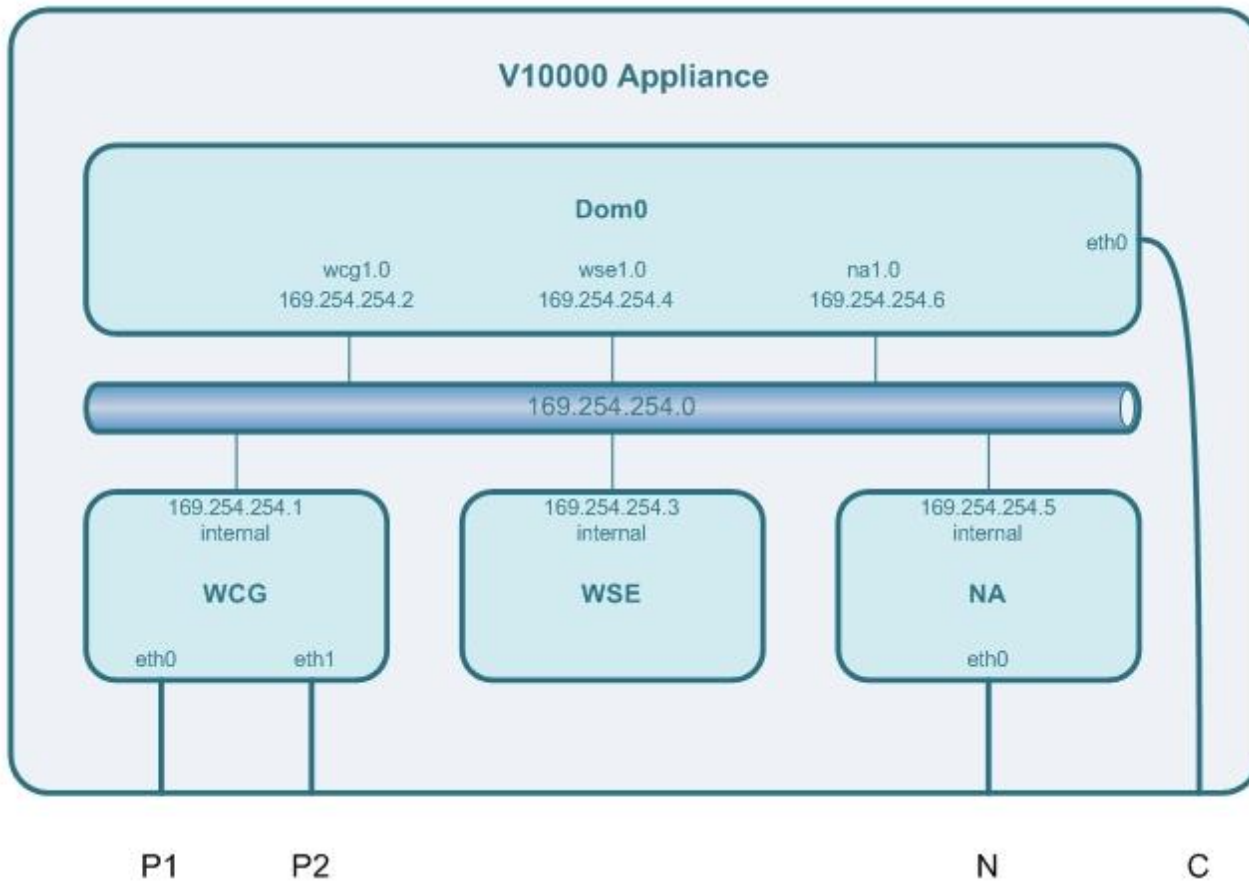 V10000 Appliance
Dom0
eth0
wcg1.0
169.254.254.2
wse1.0
169.254.254.4
na1.0
169.254.254.6
169.254.254.0
169.254.254.1
internal
WCG
eth0
eth1
169.254.254.3
internal
WSE
169.254.254.5
internal
NA
eth0
P1
P2
N
C